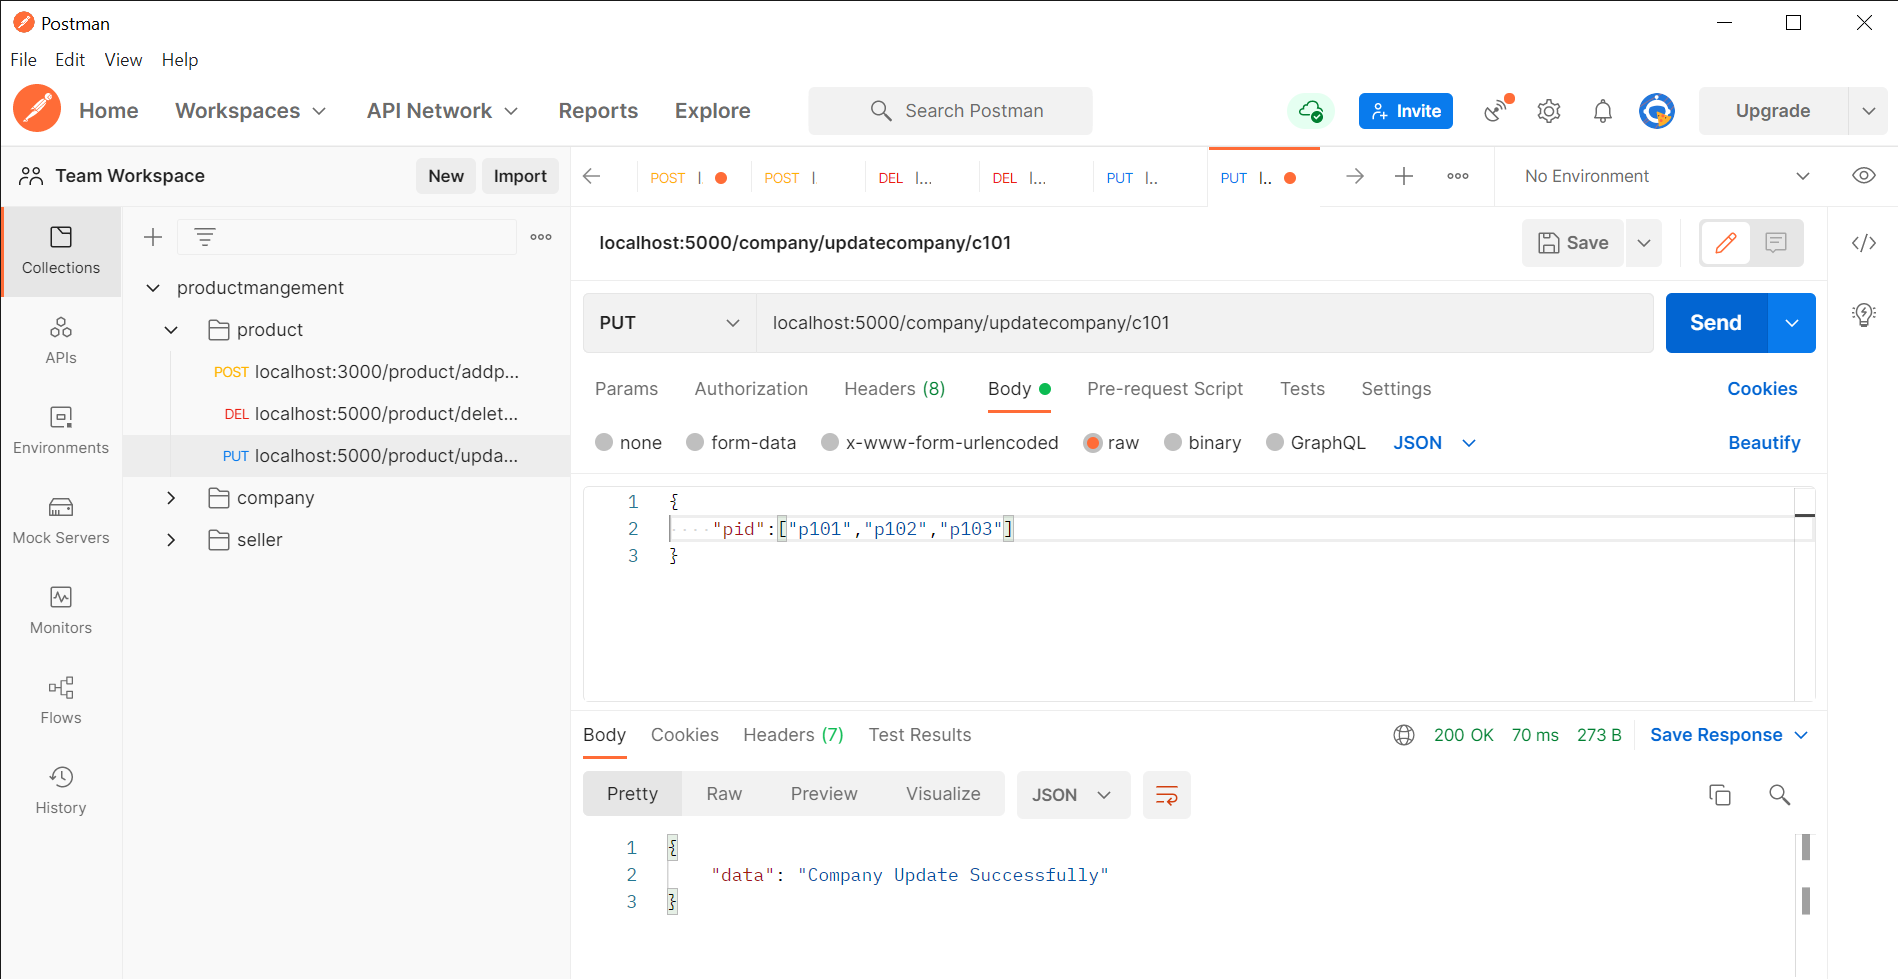 Postman
File Edit View Help
Home Workspaces API Network Reports Explore Search Postman Invite Upgrade
Team Workspace New Import
POST POST DEL |... DEL |... PUT |.. PUT |.. No Environment
Collections
APIs
Environments
Mock Servers
Monitors
Flows
History
productmangement
product
POST localhost:3000/product/addp...
DEL localhost:5000/product/delet...
PUT localhost:5000/product/upda...
company
seller
localhost:5000/company/updatecompany/c101 Save
PUT localhost:5000/company/updatecompany/c101 Send
Params Authorization Headers (8) Body Pre-request Script Tests Settings Cookies
none form-data x-www-form-urlencoded raw binary GraphQL JSON Beautify
1 {
2 "pid":["p101","p102","p103"]
3 }
Body Cookies Headers (7) Test Results 200 OK 70 ms 273 B Save Response
Pretty Raw Preview Visualize JSON
1 {
2 "data": "Company Update Successfully"
3 }